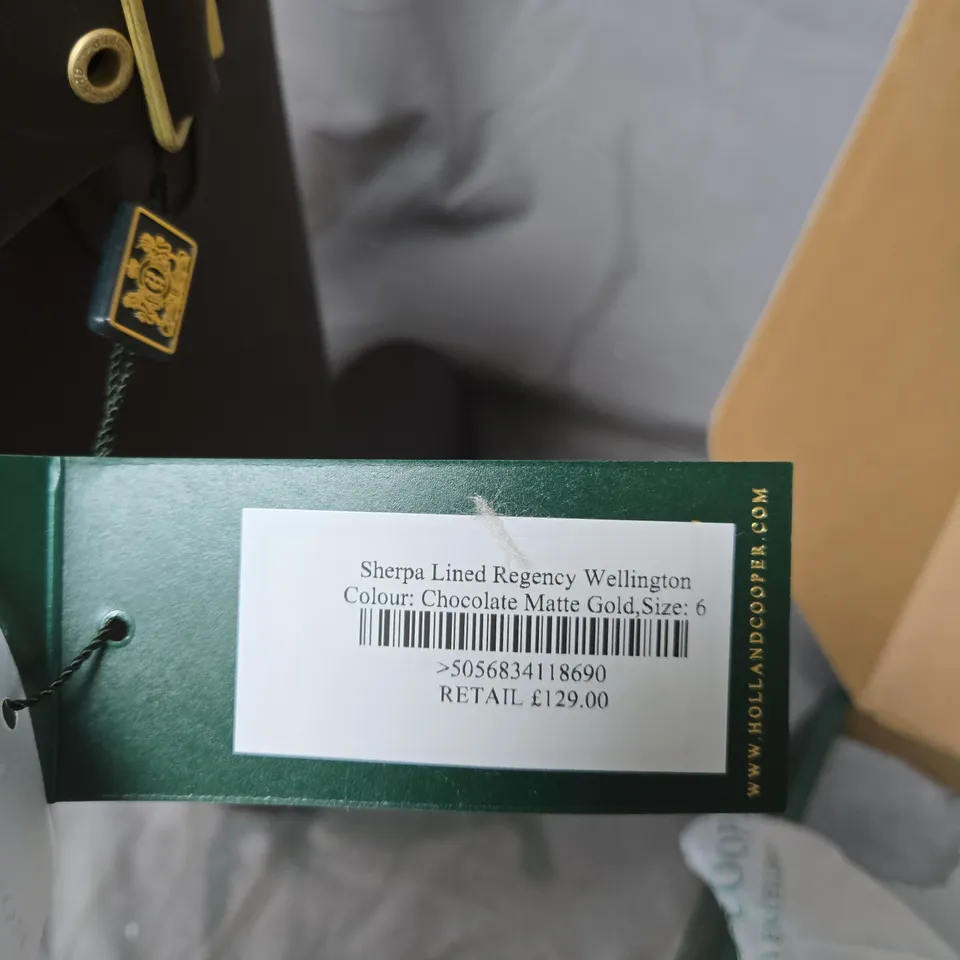 Sherpa Lined Regency Wellington
Colour: Chocolate Matte Gold,Size: 6
>5056834118690
RETAIL £129.00
WWW.HOLLANDCOOPER.COM